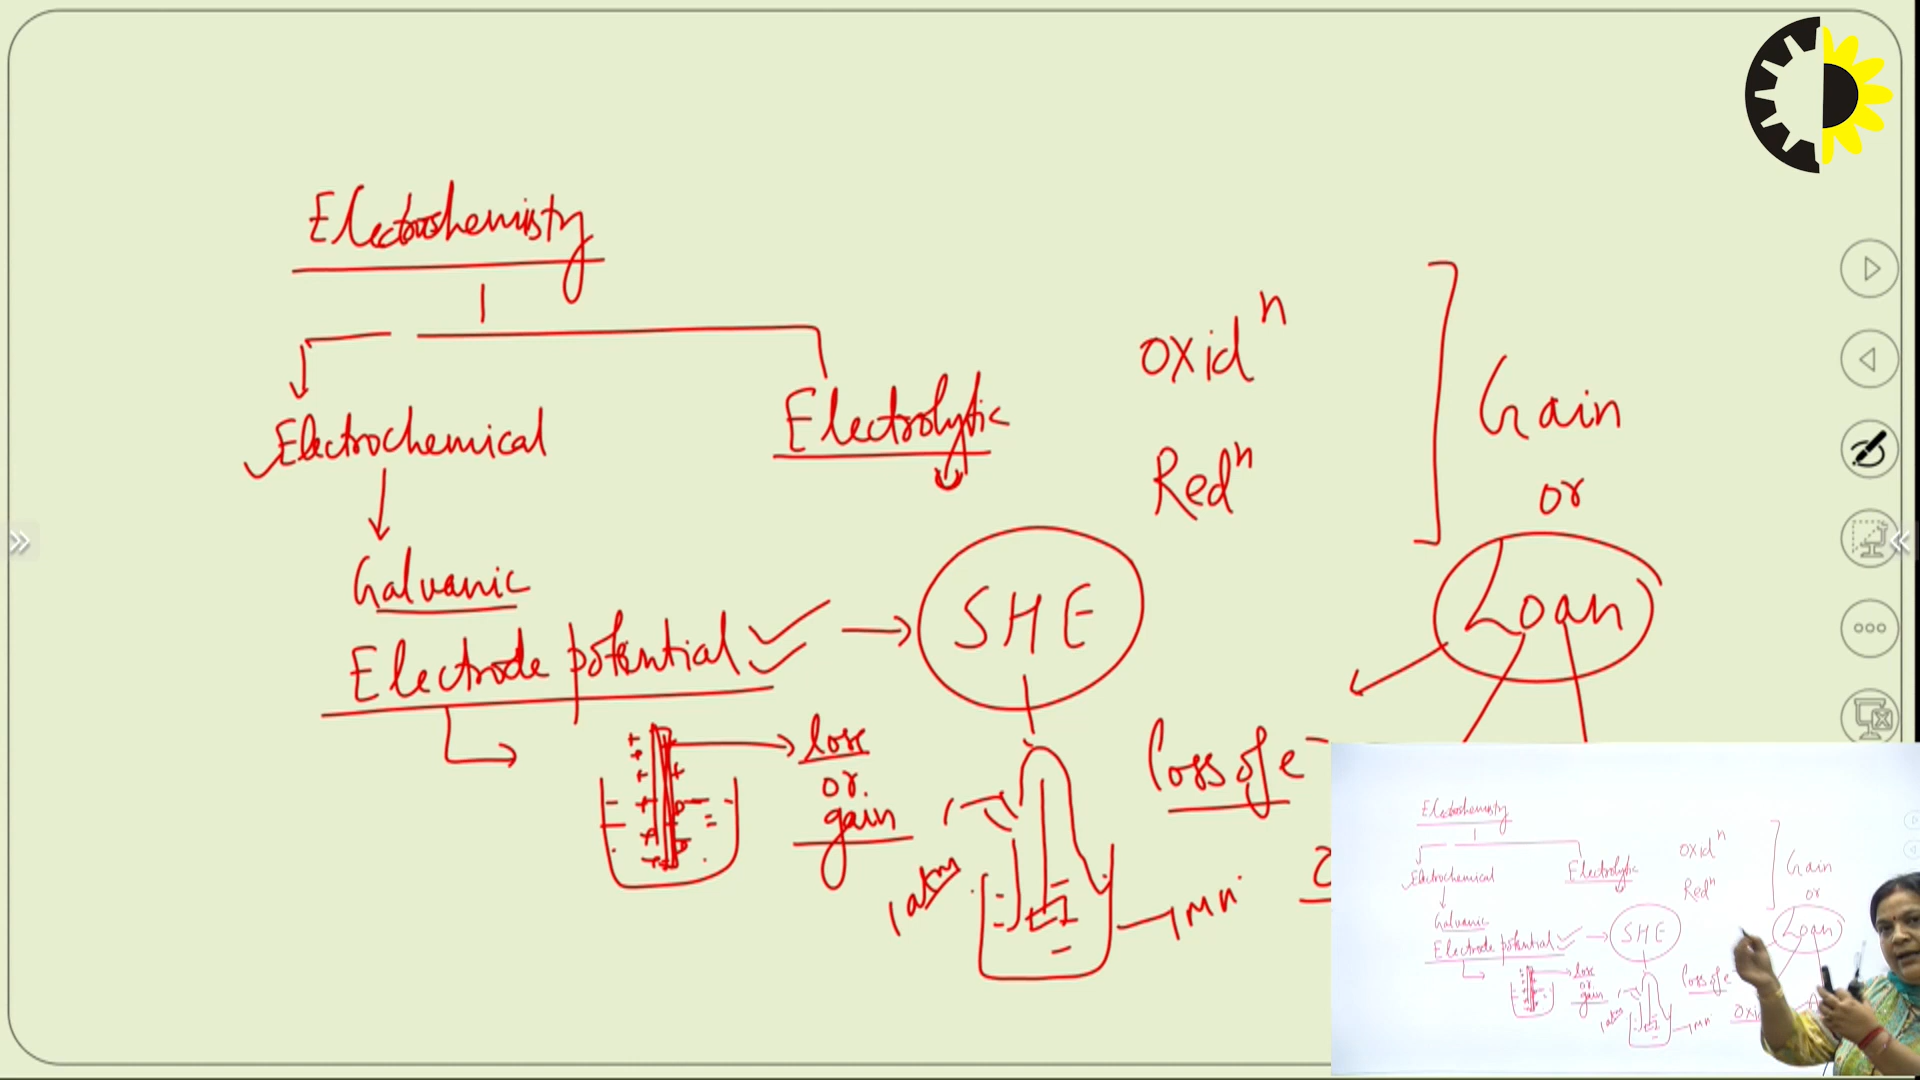 Electrochemistry
Electrochemical
Electrolytic
Galvanic
Electrode potential
SHE
loss
or
gain
1 atm
1 M H⁺
Oxidⁿ
Redⁿ
Gain
or
Loan
Loss of e⁻